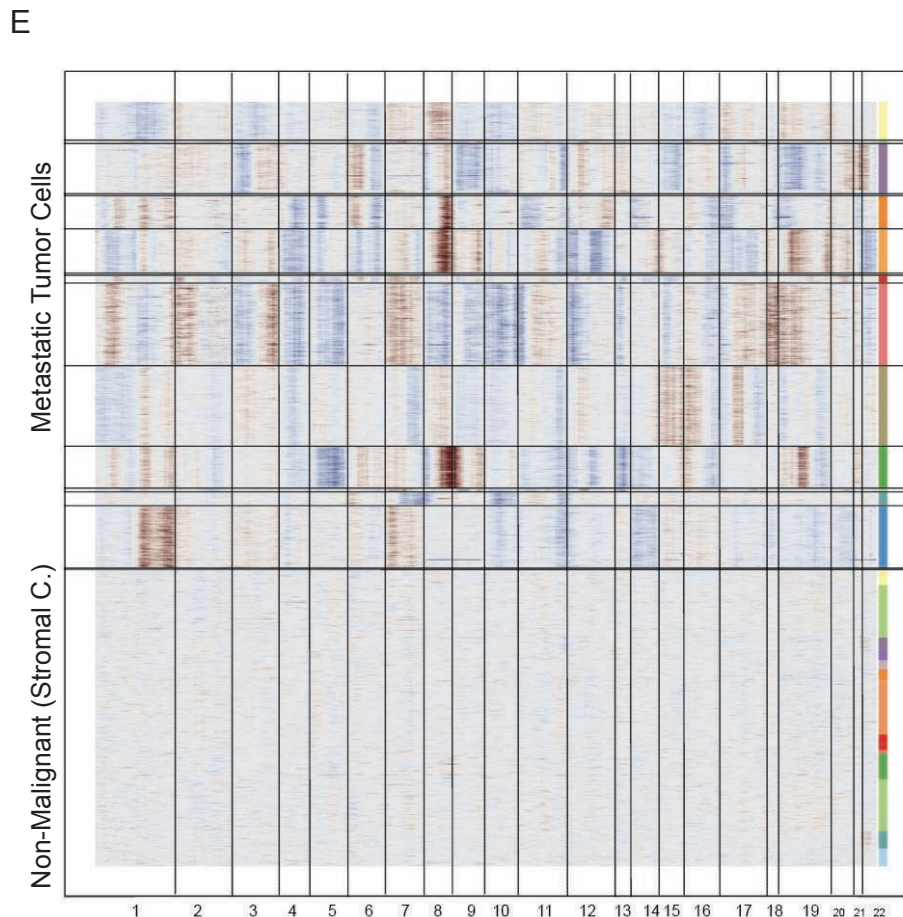 E
Metastatic Tumor Cells
Non-Malignant (Stromal C.)
1 2 3 4 5 6 7 8 9 10 11 12 13 14 15 16 17 18 19 20 21 22